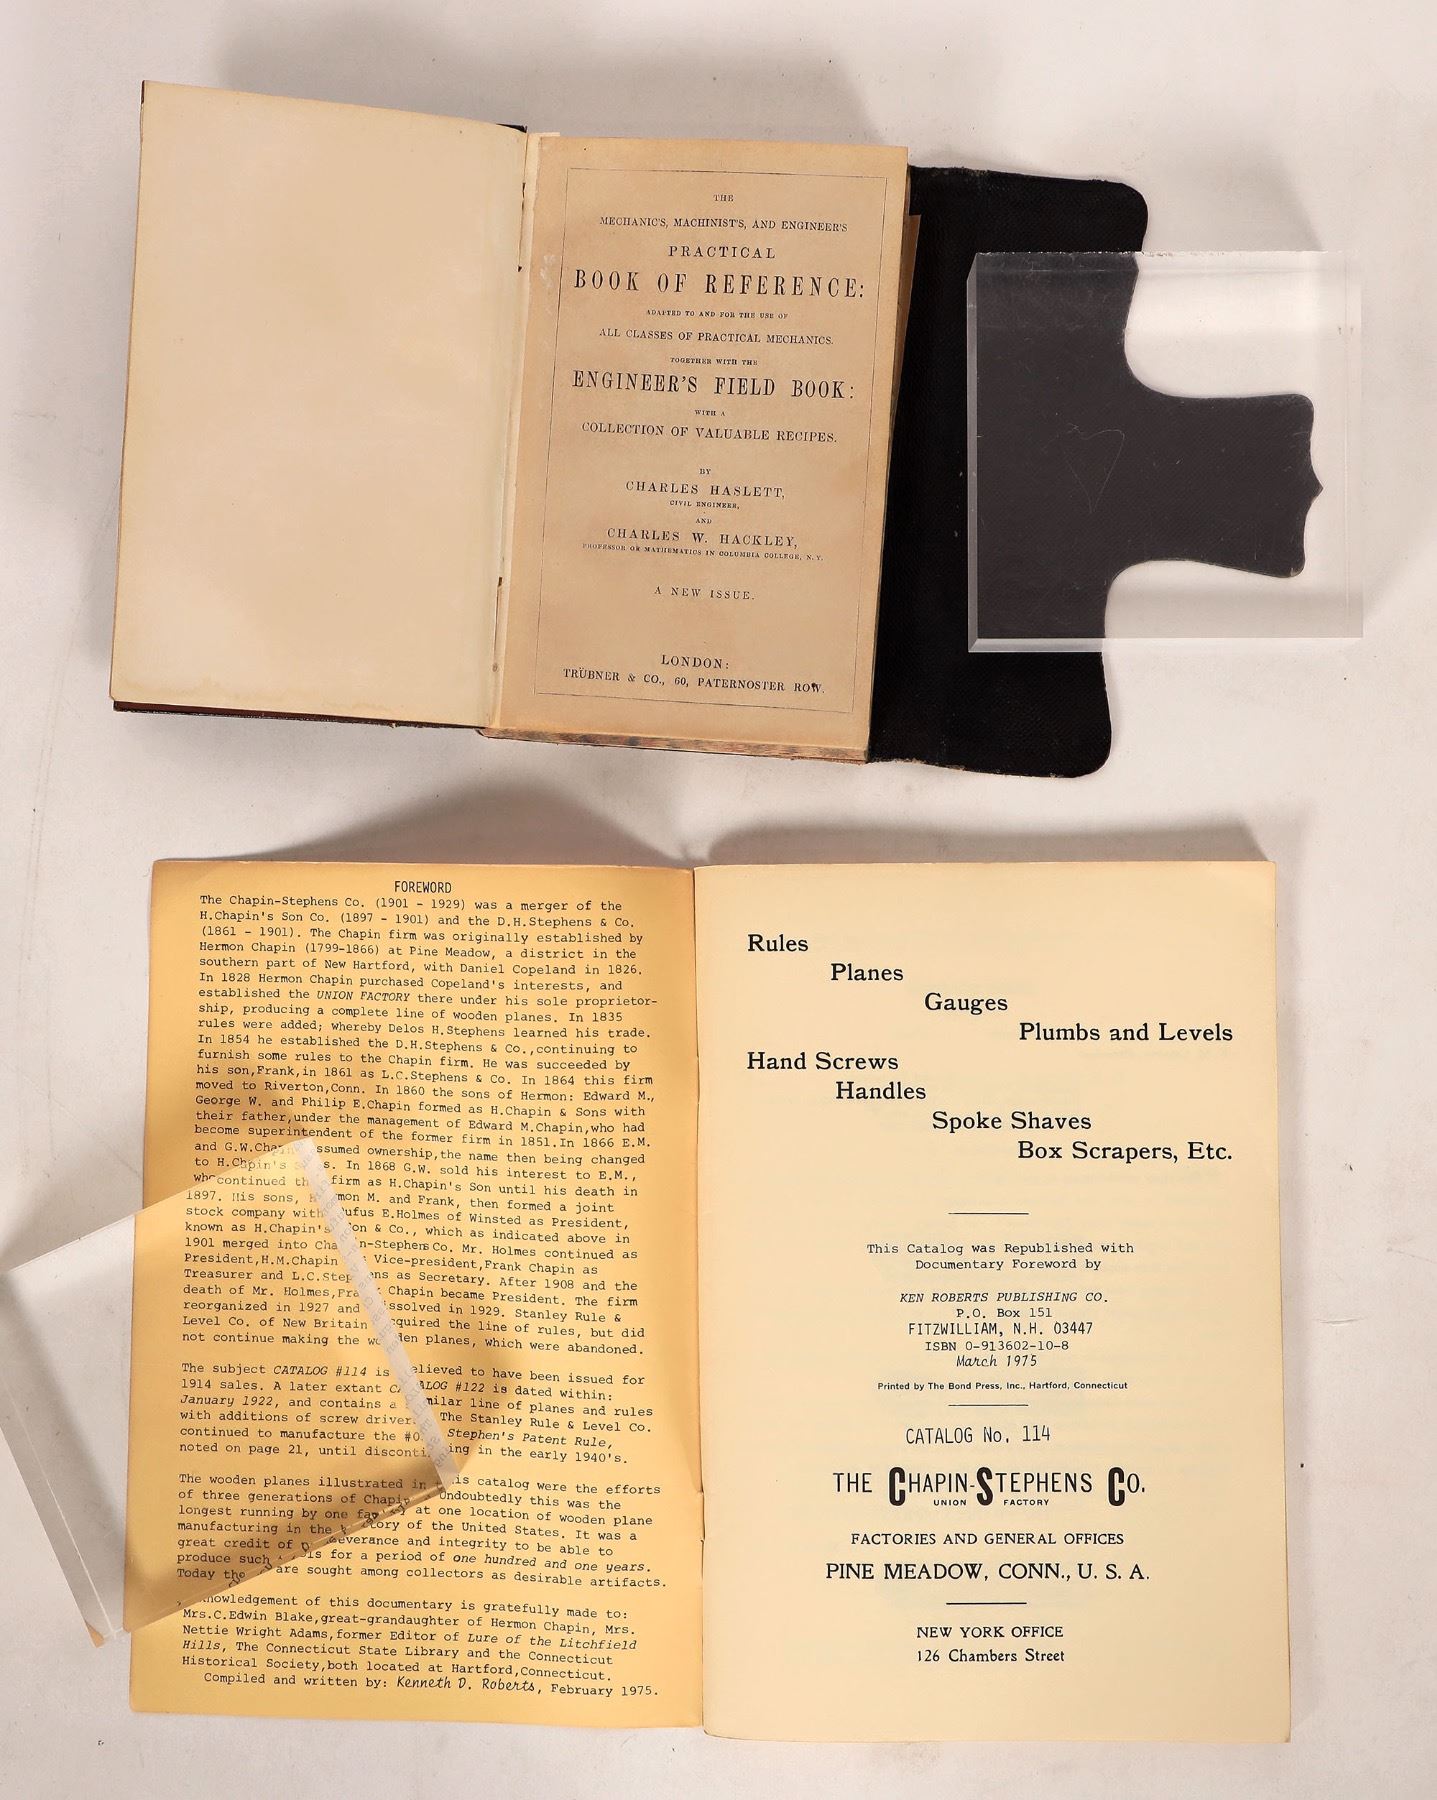 THE
MECHANIC'S, MACHINIST'S, AND ENGINEER'S
PRACTICAL
BOOK OF REFERENCE:
ADAPTED TO AND FOR THE USE OF
ALL CLASSES OF PRACTICAL MECHANICS.
TOGETHER WITH THE
ENGINEER'S FIELD BOOK:
WITH A
COLLECTION OF VALUABLE RECIPES.
BY
CHARLES HASLETT,
CIVIL ENGINEER,
AND
CHARLES W. HACKLEY,
PROFESSOR OF MATHEMATICS IN COLUMBIA COLLEGE, N. Y.
A NEW ISSUE.
LONDON:
TRÜBNER & CO., 60, PATERNOSTER ROW.
FOREWORD
The Chapin-Stephens Co. (1901 - 1929) was a merger of the
H.Chapin's Son Co. (1897 - 1901) and the D.H.Stephens & Co.
(1861 - 1901). The Chapin firm was originally established by
Hermon Chapin (1799-1866) at Pine Meadow, a district in the
southern part of New Hartford, with Daniel Copeland in 1826.
In 1828 Hermon Chapin purchased Copeland's interests, and
established the UNION FACTORY there under his sole proprietor-
ship, producing a complete line of wooden planes. In 1835
rules were added; whereby Delos H.Stephens learned his trade.
In 1854 he established the D.H.Stephens & Co.,continuing to
furnish some rules to the Chapin firm. He was succeeded by
his son,Frank,in 1861 as L.C.Stephens & Co. In 1864 this firm
moved to Riverton,Conn. In 1860 the sons of Hermon: Edward M.,
George W. and Philip E.Chapin formed as H.Chapin & Sons with
their father,under the management of Edward M.Chapin,who had
become superintendent of the former firm in 1851.In 1866 E.M.
and G.W.Chapin assumed ownership,the name then being changed
to H.Chpin's Sons. In 1868 G.W. sold his interest to E.M.,
who continued the firm as H.Chapin's Son until his death in
1897. His sons, Hermon M. and Frank, then formed a joint
stock company with Rufus E.Holmes of Winsted as President,
known as H.Chapin's Son & Co., which as indicated above in
1901 merged into Chapin-Stephens Co. Mr. Holmes continued as
President,H.M.Chapin as Vice-president,Frank Chapin as
Treasurer and L.C.Stephens as Secretary. After 1908 and the
death of Mr. Holmes,Frank Chapin became President. The firm
reorganized in 1927 and dissolved in 1929. Stanley Rule &
Level Co. of New Britain acquired the line of rules, but did
not continue making the wooden planes, which were abandoned.
The subject CATALOG #114 is believed to have been issued for
1914 sales. A later extant CATALOG #122 is dated within:
January 1922, and contains a similar line of planes and rules
with additions of screw driver. The Stanley Rule & Level Co.
continued to manufacture the #0 Stephen's Patent Rule,
noted on page 21, until discontinuing in the early 1940's.
The wooden planes illustrated in this catalog were the efforts
of three generations of Chapin. Undoubtedly this was the
longest running by one family at one location of wooden plane
manufacturing in the history of the United States. It was a
great credit of perseverance and integrity to be able to
produce such tools for a period of one hundred and one years.
Today they are sought among collectors as desirable artifacts.
Acknowledgement of this documentary is gratefully made to:
Mrs.C.Edwin Blake,great-grandaughter of Hermon Chapin, Mrs.
Nettie Wright Adams,former Editor of Lure of the Litchfield
Hills, The Connecticut State Library and the Connecticut
Historical Society,both located at Hartford,Connecticut.
Compiled and written by: Kenneth D. Roberts, February 1975.
Rules
Planes
Gauges
Plumbs and Levels
Hand Screws
Handles
Spoke Shaves
Box Scrapers, Etc.
This Catalog was Republished with
Documentary Foreword by
KEN ROBERTS PUBLISHING CO.
P.O. Box 151
FITZWILLIAM, N.H. 03447
ISBN 0-913602-10-8
March 1975
Printed by The Bond Press, Inc., Hartford, Connecticut
CATALOG No. 114
THE CHAPIN-STEPHENS CO.
UNION FACTORY
FACTORIES AND GENERAL OFFICES
PINE MEADOW, CONN., U. S. A.
NEW YORK OFFICE
126 Chambers Street